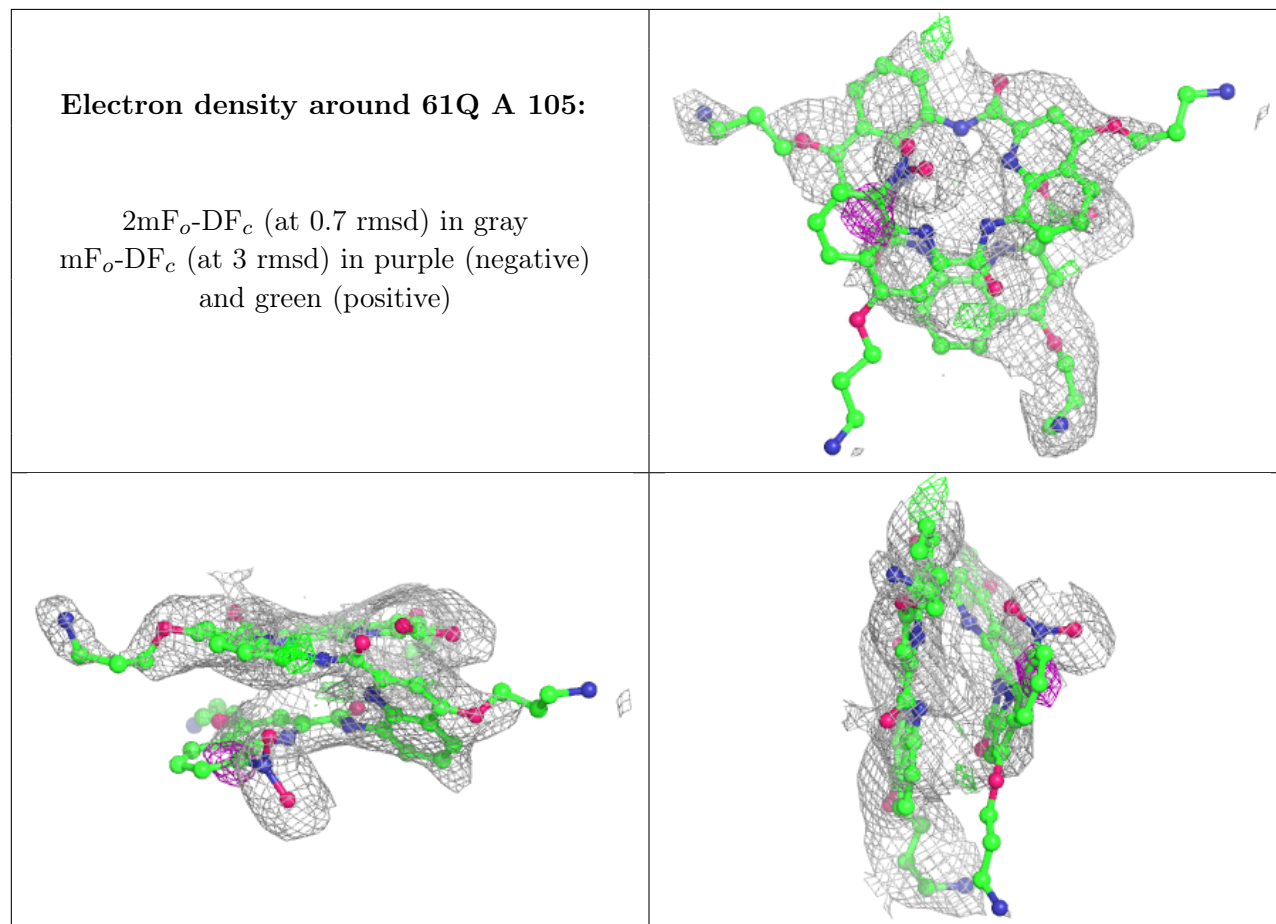 Electron density around 61Q A 105:
2mFo-DFc (at 0.7 rmsd) in gray
mFo-DFc (at 3 rmsd) in purple (negative)
and green (positive)